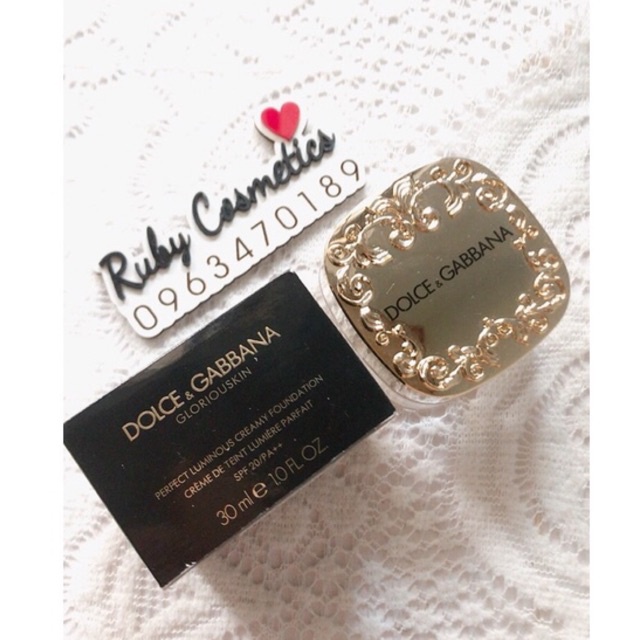 Ruby Cosmetics
0963470189
DOLCE & GABBANA
DOLCE & GABBANA
GLORIOUSKIN
PERFECT LUMINOUS CREAMY FOUNDATION
CRÈME DE TEINT LUMIÈRE PARFAIT
SPF 20/PA++
30 ml e 1.0 FL OZ